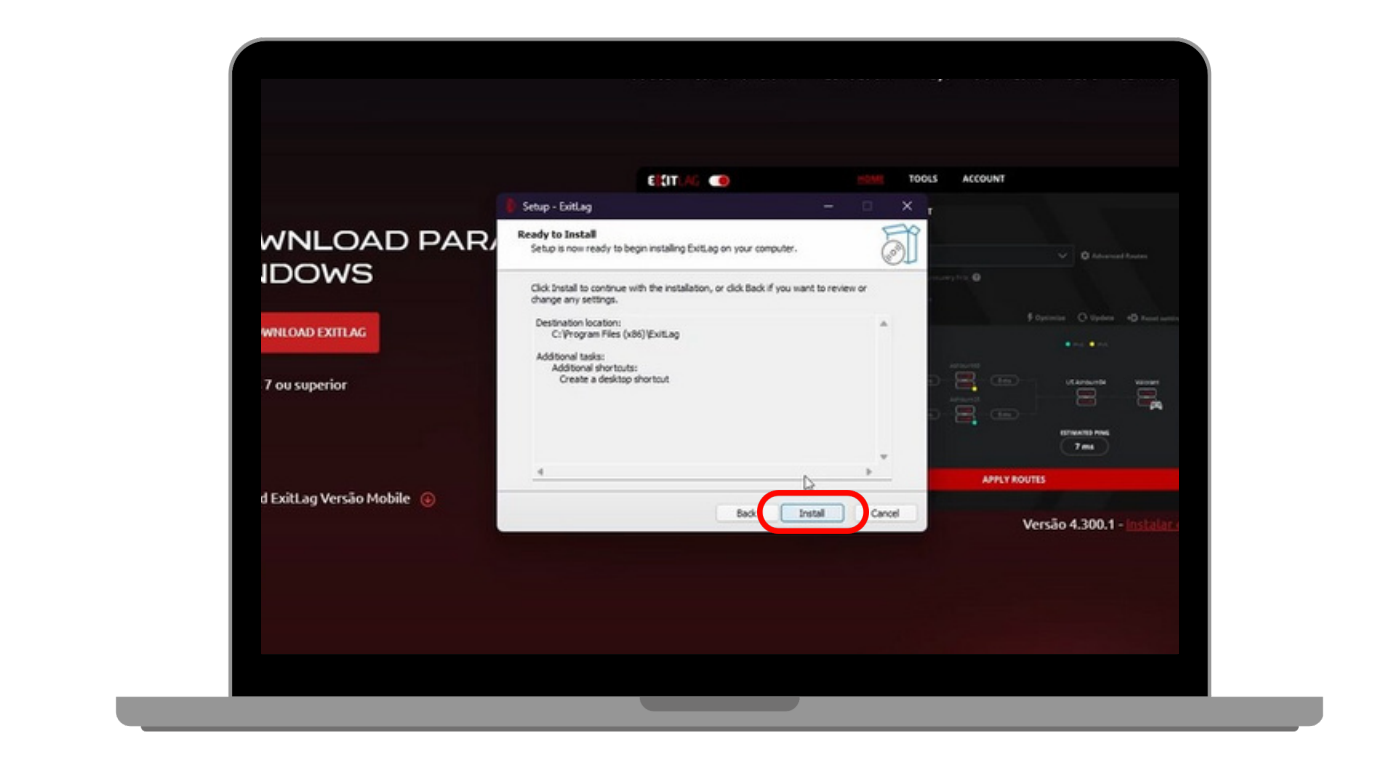 EXITLAG
HOME
TOOLS
ACCOUNT
Setup - ExitLag
Ready to Install
Setup is now ready to begin installing ExitLag on your computer.
WNLOAD PAR
NDOWS
WNLOAD EXITLAG
7 ou superior
d ExitLag Versão Mobile
Click Install to continue with the installation, or click Back if you want to review or
change any settings.
Destination location:
C:\Program Files (x86)\ExitLag
Additional tasks:
Additional shortcuts:
Create a desktop shortcut
Back
Install
Cancel
Advanced Routes
Optimize
Update
Valorant
ESTIMATED PING
7 ms
APPLY ROUTES
Versão 4.300.1 - Instalar